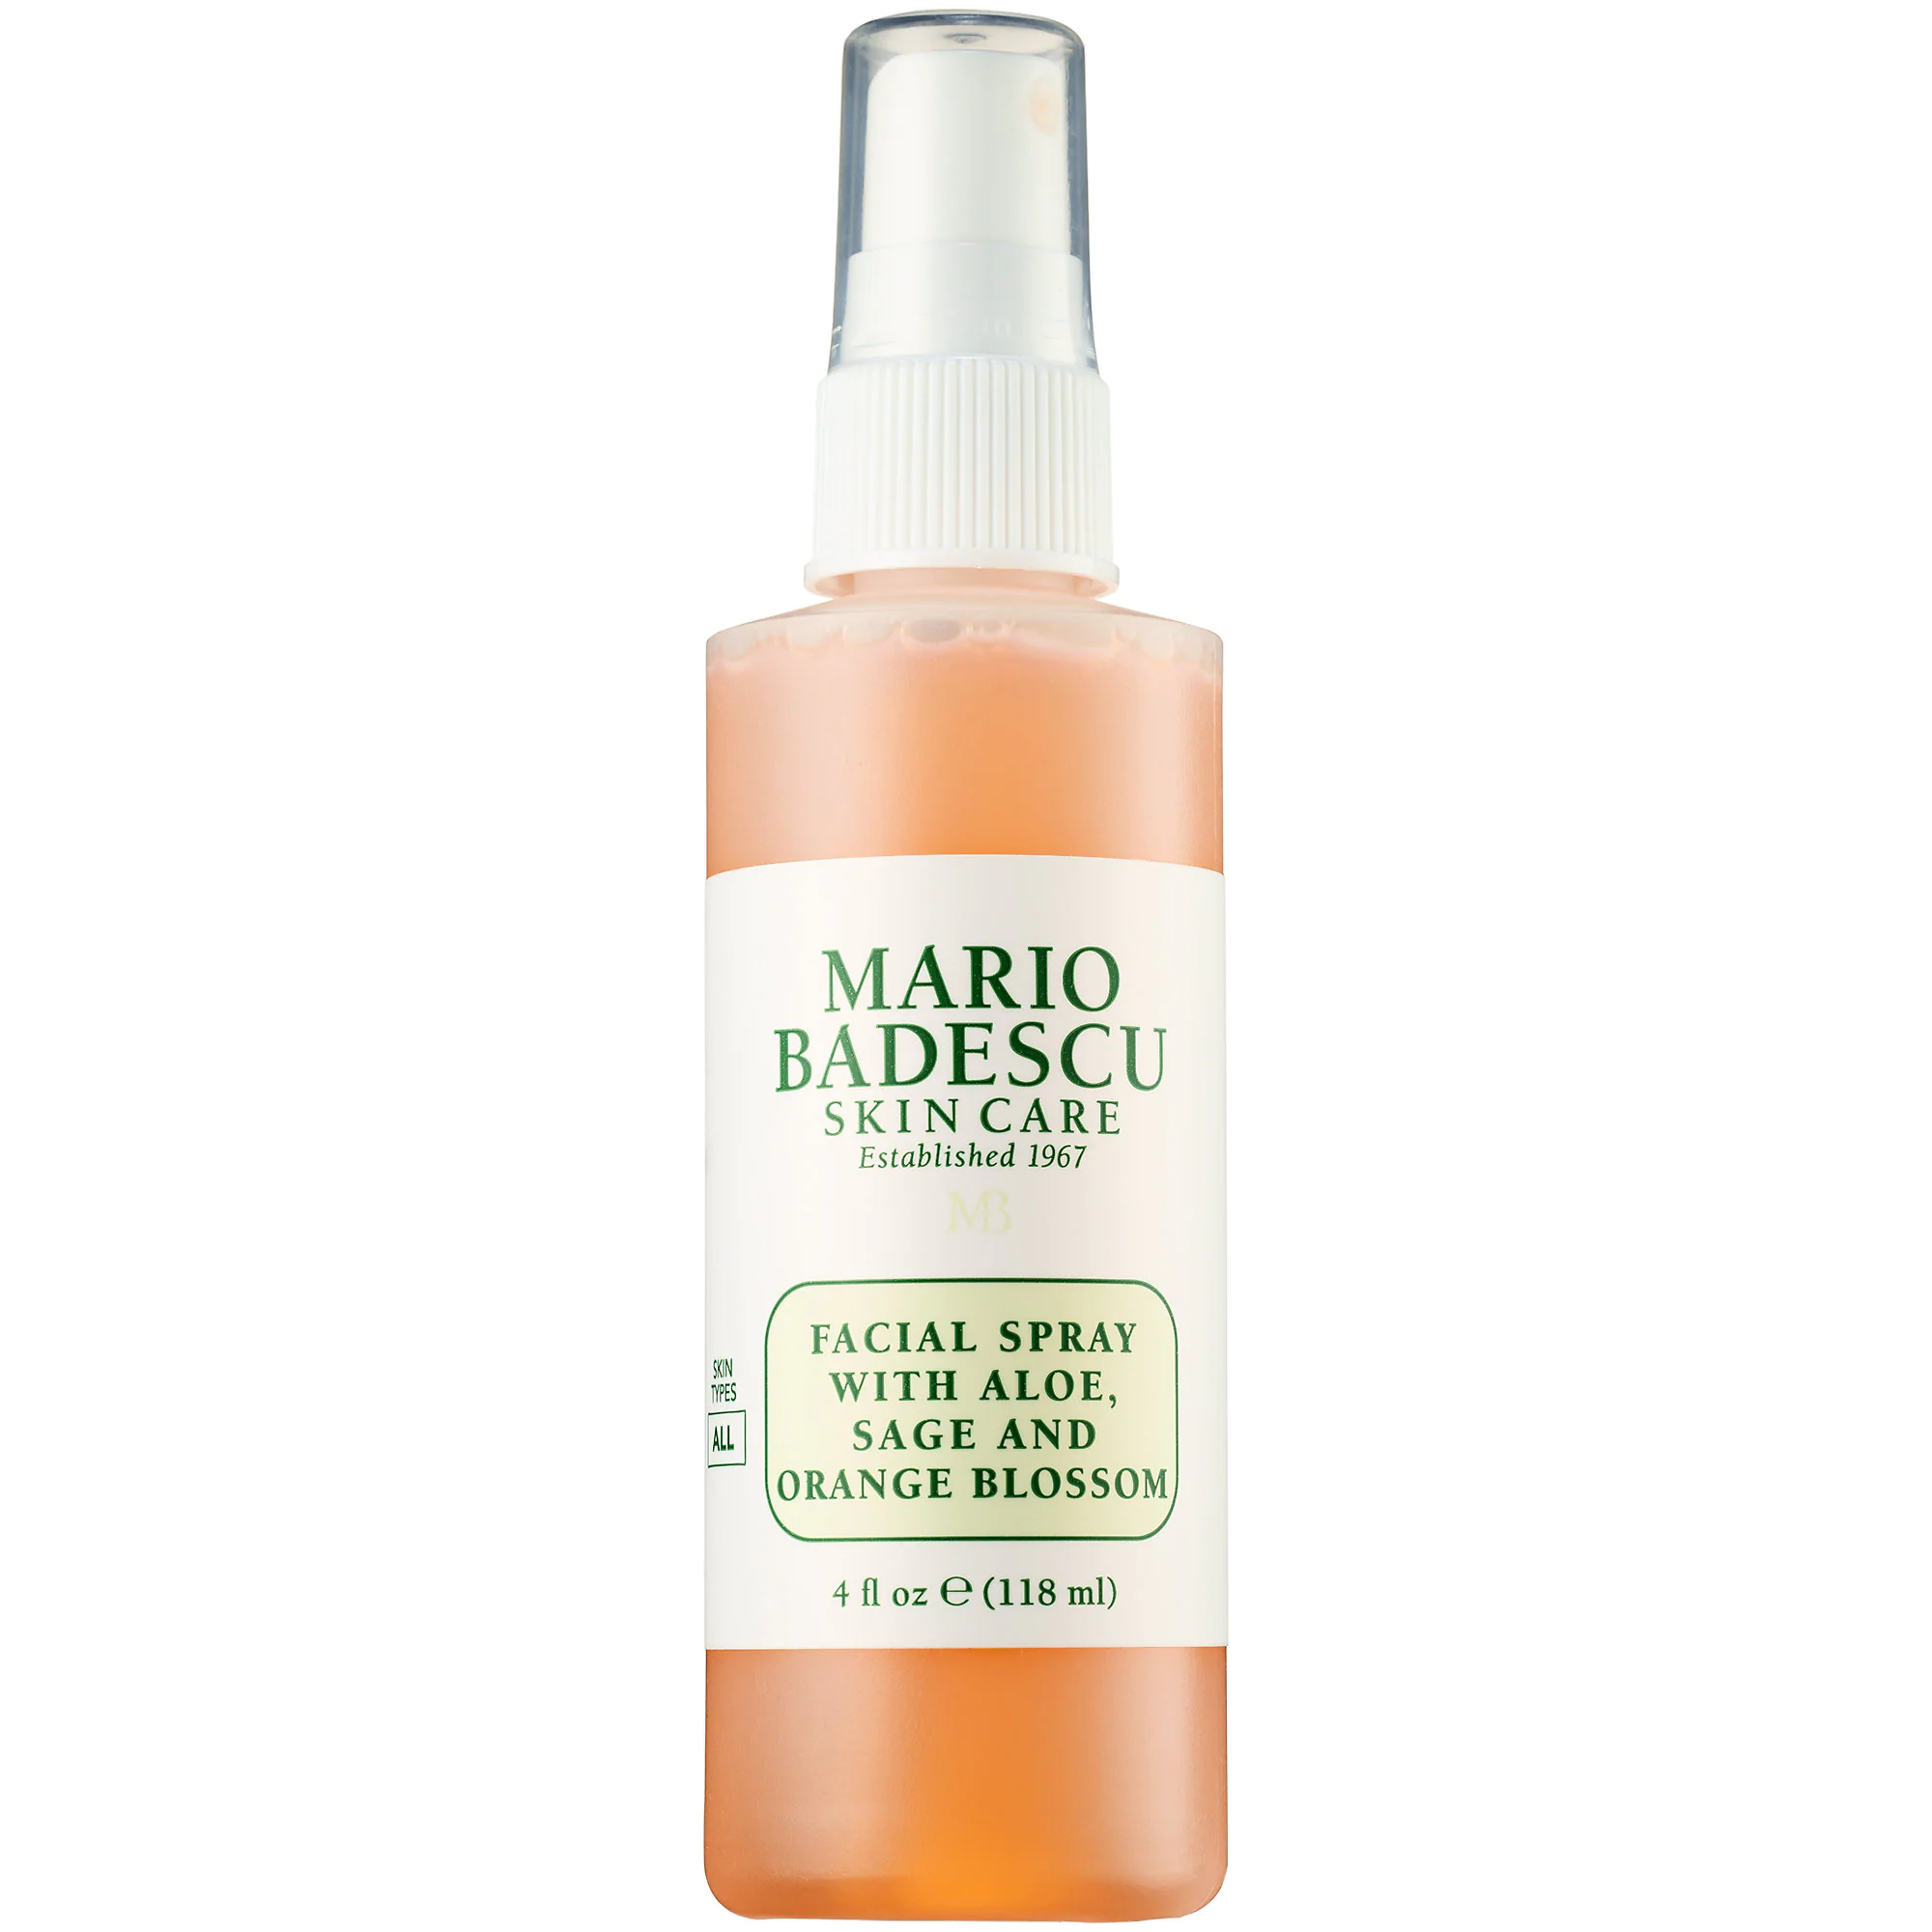 MARIO
BADESCU
SKIN CARE
Established 1967
MB
FACIAL SPRAY
WITH ALOE,
SAGE AND
ORANGE BLOSSOM
SKIN
TYPES
ALL
4 fl oz ℮ (118 ml)